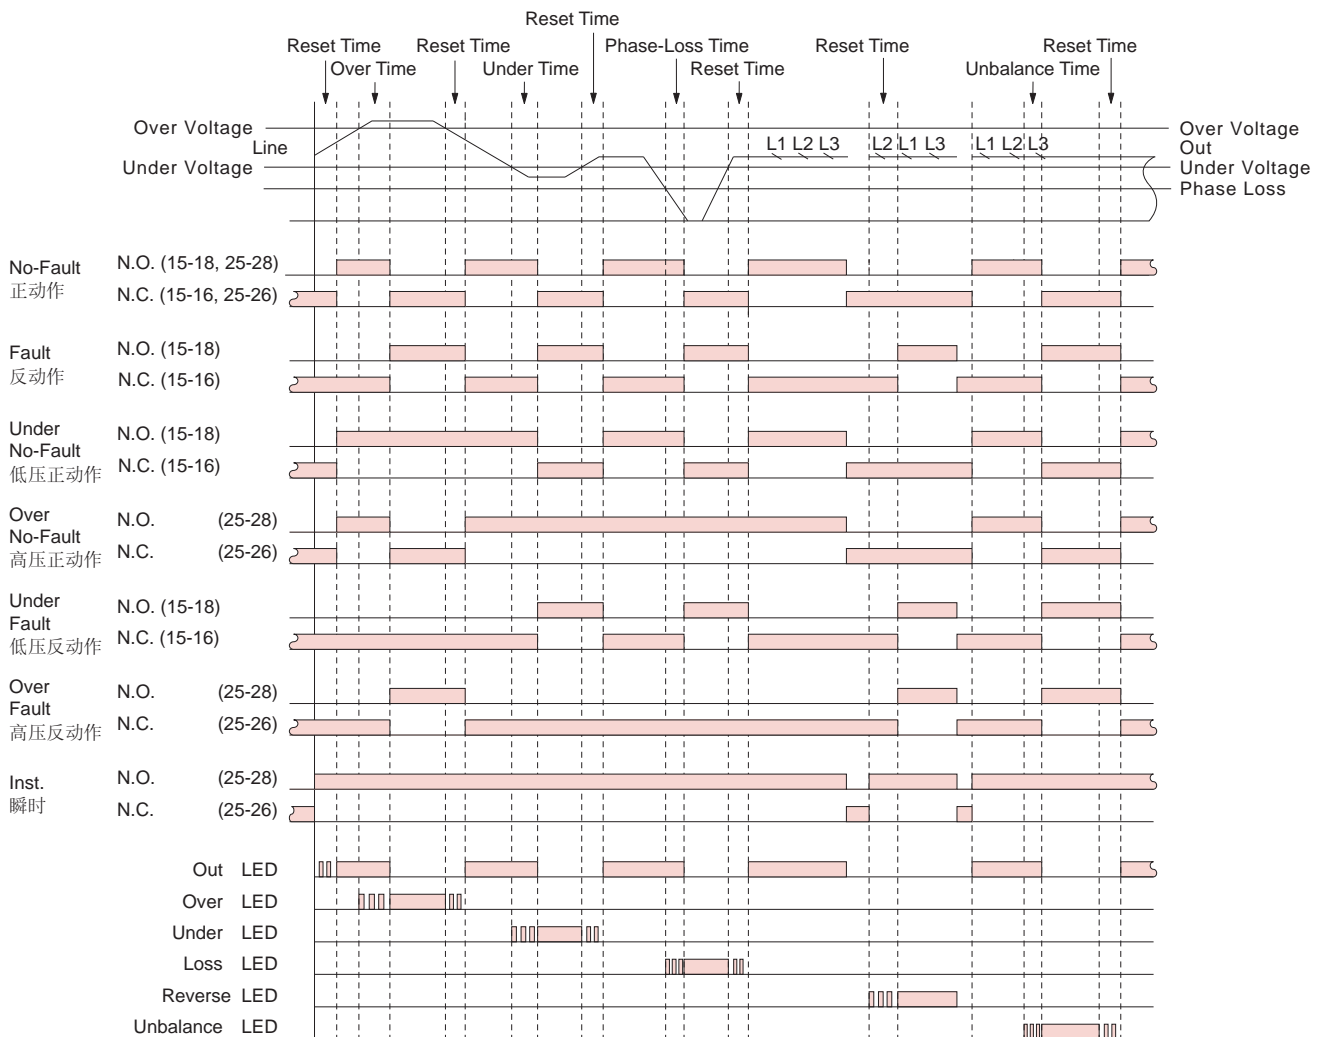 Reset Time
Reset Time Reset Time Phase-Loss Time Reset Time Reset Time
Over Time Under Time Reset Time Unbalance Time
Over Voltage Over Voltage
Line L1 L2 L3 L2 L1 L3 L1 L2 L3 Out
Under Voltage Under Voltage
Phase Loss
No-Fault N.O. (15-18, 25-28)
正动作 N.C. (15-16, 25-26)
Fault N.O. (15-18)
反动作 N.C. (15-16)
Under
No-Fault N.O. (15-18)
低压正动作 N.C. (15-16)
Over
No-Fault N.O. (25-28)
高压正动作 N.C. (25-26)
Under
Fault N.O. (15-18)
低压反动作 N.C. (15-16)
Over
Fault N.O. (25-28)
高压反动作 N.C. (25-26)
Inst. N.O. (25-28)
瞬时 N.C. (25-26)
Out LED
Over LED
Under LED
Loss LED
Reverse LED
Unbalance LED